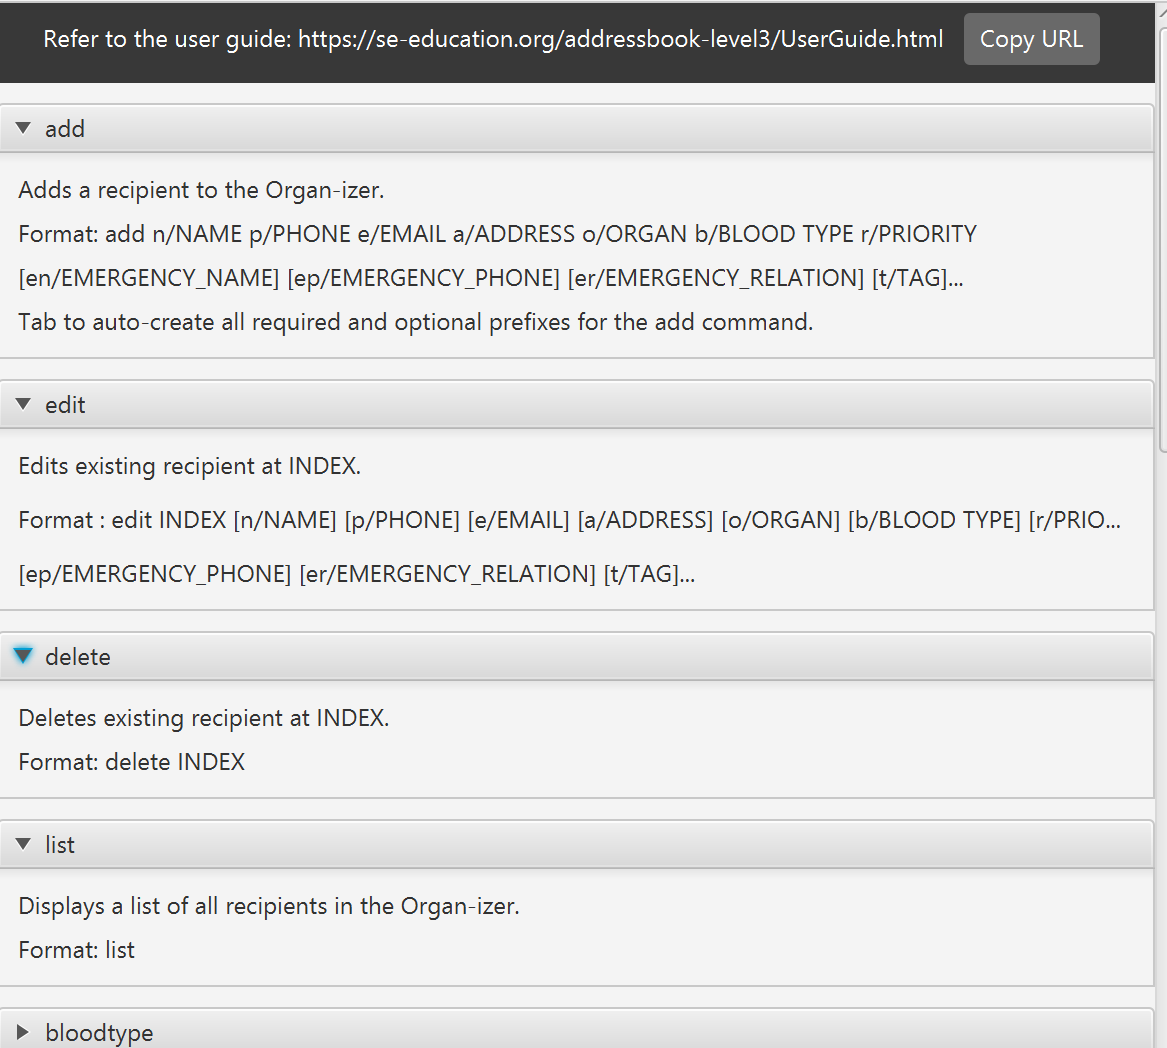 Refer to the user guide: https://se-education.org/addressbook-level3/UserGuide.html Copy URL
add
Adds a recipient to the Organ-izer.
Format: add n/NAME p/PHONE e/EMAIL a/ADDRESS o/ORGAN b/BLOOD TYPE r/PRIORITY
[en/EMERGENCY_NAME] [ep/EMERGENCY_PHONE] [er/EMERGENCY_RELATION] [t/TAG]...
Tab to auto-create all required and optional prefixes for the add command.
edit
Edits existing recipient at INDEX.
Format : edit INDEX [n/NAME] [p/PHONE] [e/EMAIL] [a/ADDRESS] [o/ORGAN] [b/BLOOD TYPE] [r/PRIO...
[ep/EMERGENCY_PHONE] [er/EMERGENCY_RELATION] [t/TAG]...
delete
Deletes existing recipient at INDEX.
Format: delete INDEX
list
Displays a list of all recipients in the Organ-izer.
Format: list
bloodtype